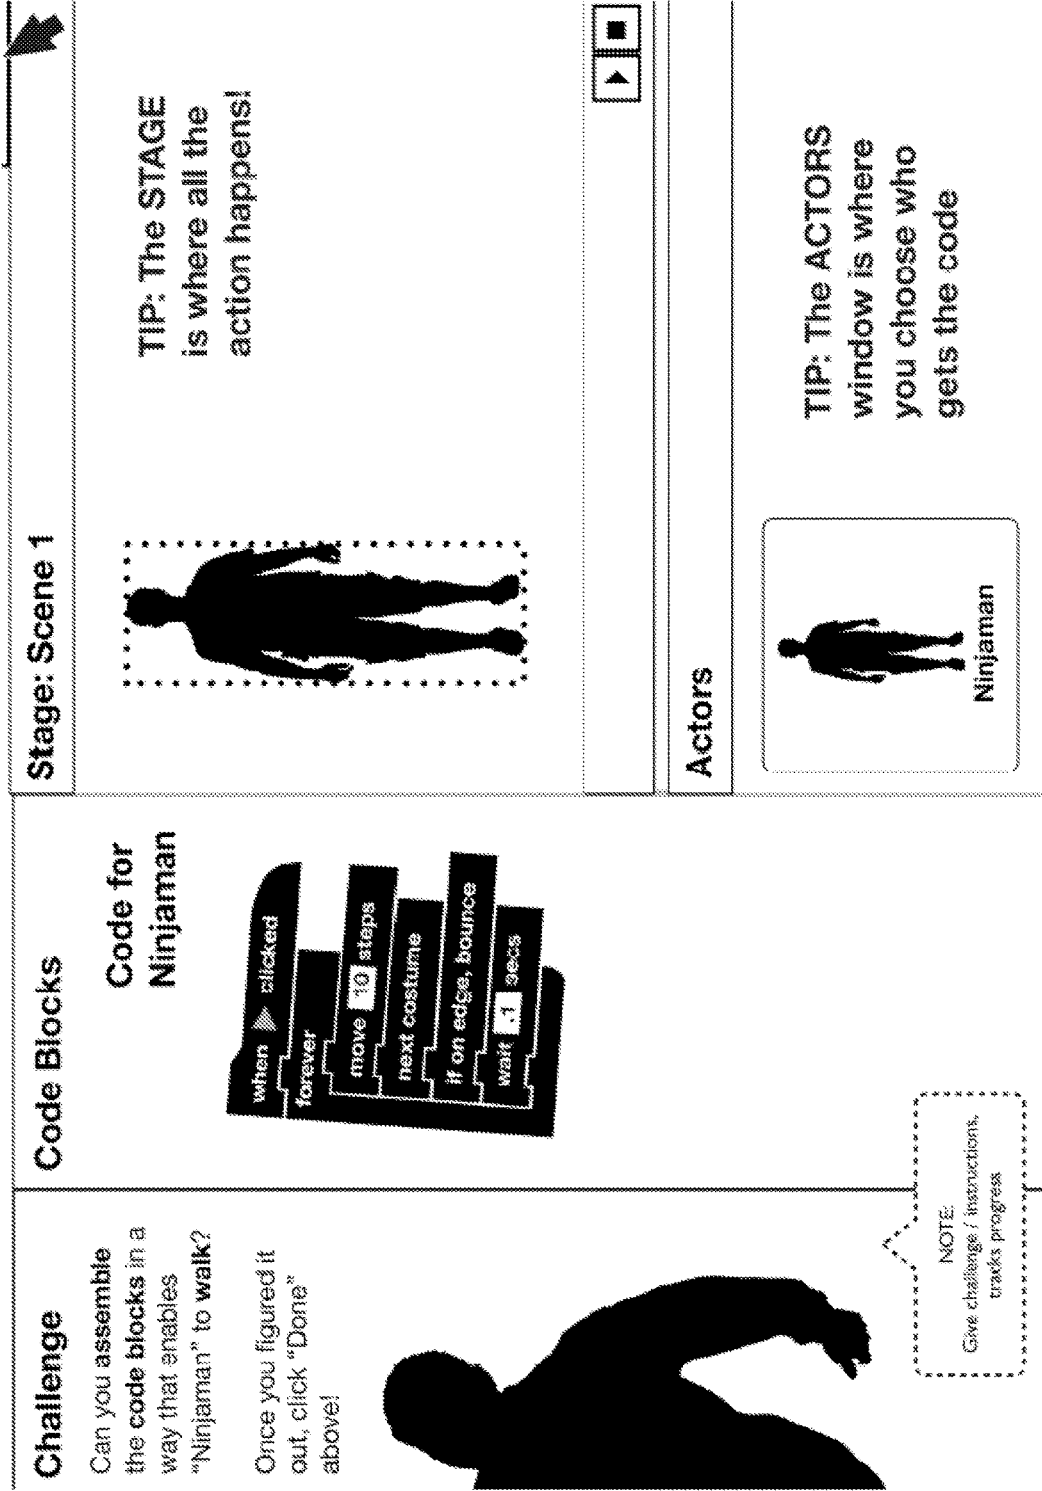 Challenge
Can you assemble
the code blocks in a
way that enables
“Ninjaman” to walk?
Once you figured it
out, click “Done”
above!
NOTE:
Give challenge / instructions,
tracks progress
Code Blocks
Code for
Ninjaman
when clicked
forever
move 10 steps
next costume
if on edge, bounce
wait .1 secs
Stage: Scene 1
TIP: The STAGE
is where all the
action happens!
Actors
Ninjaman
TIP: The ACTORS
window is where
you choose who
gets the code